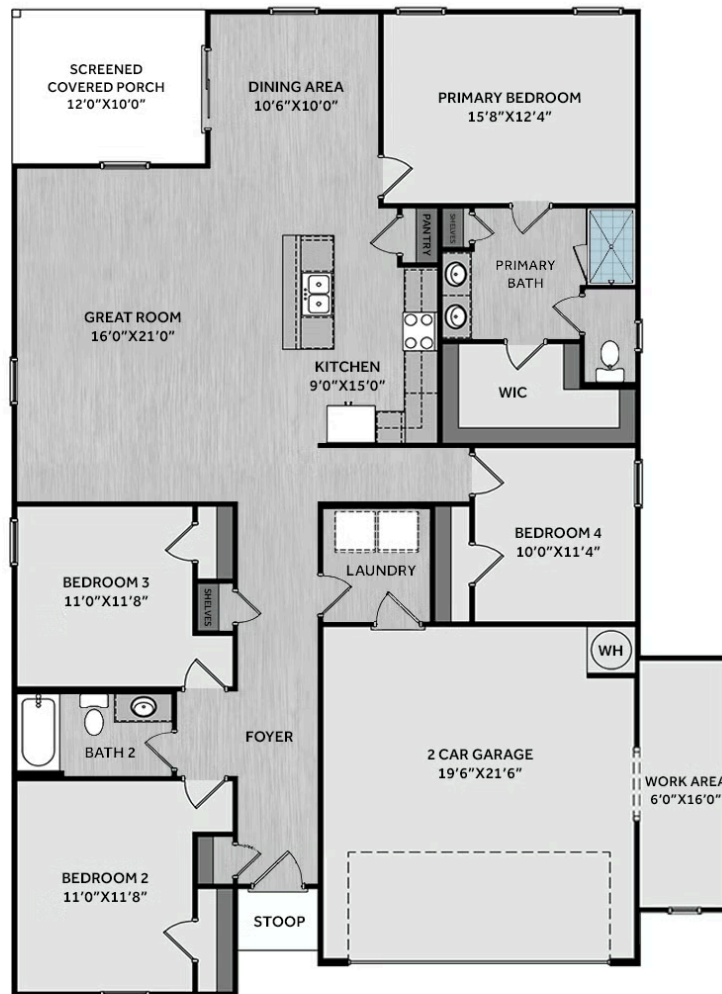 SCREENED
COVERED PORCH
12'0"X10'0"
DINING AREA
10'6"X10'0"
PRIMARY BEDROOM
15'8"X12'4"
PANTRY
SHELVES
PRIMARY
BATH
GREAT ROOM
16'0"X21'0"
KITCHEN
9'0"X15'0"
WIC
BEDROOM 4
10'0"X11'4"
BEDROOM 3
11'0"X11'8"
SHELVES
LAUNDRY
WH
BATH 2
FOYER
2 CAR GARAGE
19'6"X21'6"
WORK AREA
6'0"X16'0"
BEDROOM 2
11'0"X11'8"
STOOP